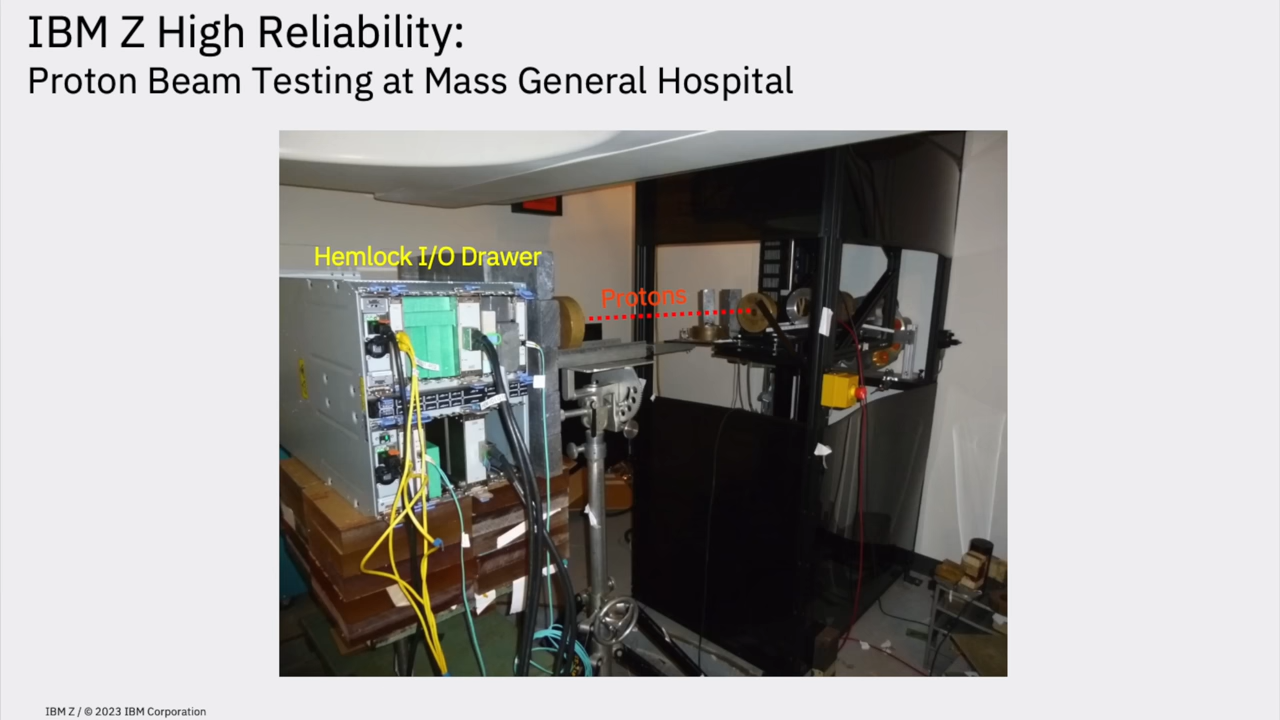 IBM Z High Reliability:
Proton Beam Testing at Mass General Hospital
Hemlock I/O Drawer
Protons
IBM Z / © 2023 IBM Corporation